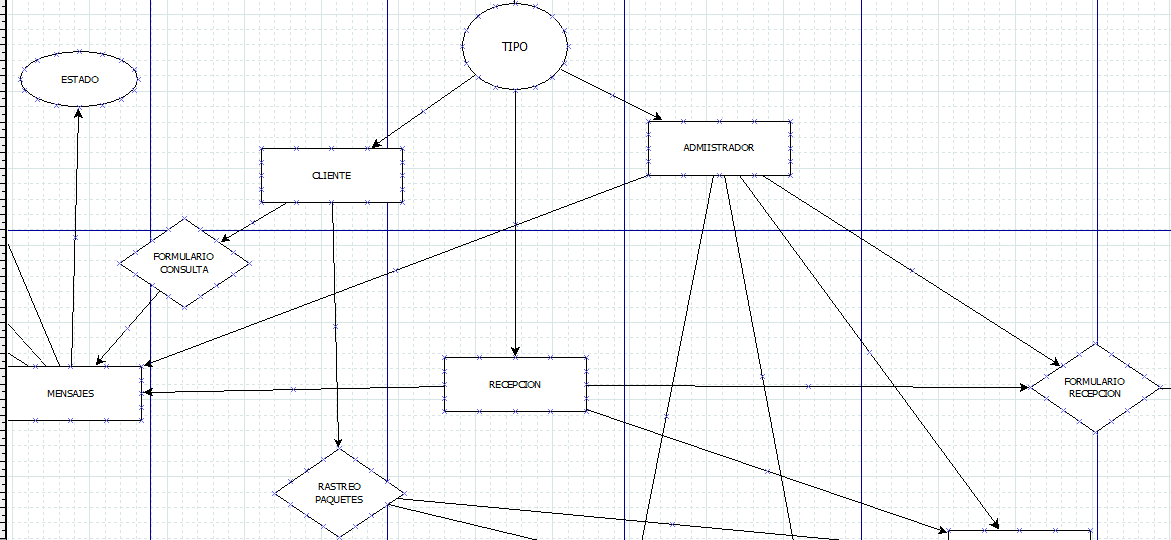 TIPO
ESTADO
ADMIISTRADOR
CLIENTE
FORMULARIO
CONSULTA
MENSAJES
RECEPCION
FORMULARIO
RECEPCION
RASTREO
PAQUETES